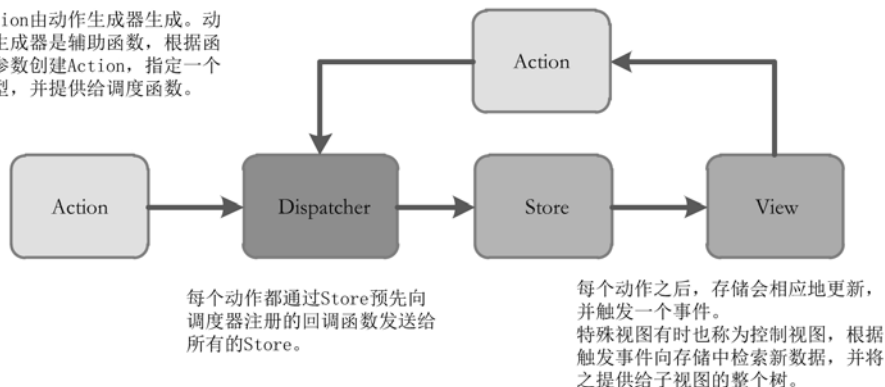 ion由动作生成器生成。动
生成器是辅助函数，根据函
参数创建Action，指定一个
型，并提供给调度函数。
Action
Action
Dispatcher
Store
View
每个动作都通过Store预先向
调度器注册的回调函数发送给
所有的Store。
每个动作之后，存储会相应地更新，
并触发一个事件。
特殊视图有时也称为控制视图，根据
触发事件向存储中检索新数据，并将
之提供给子视图的整个树。